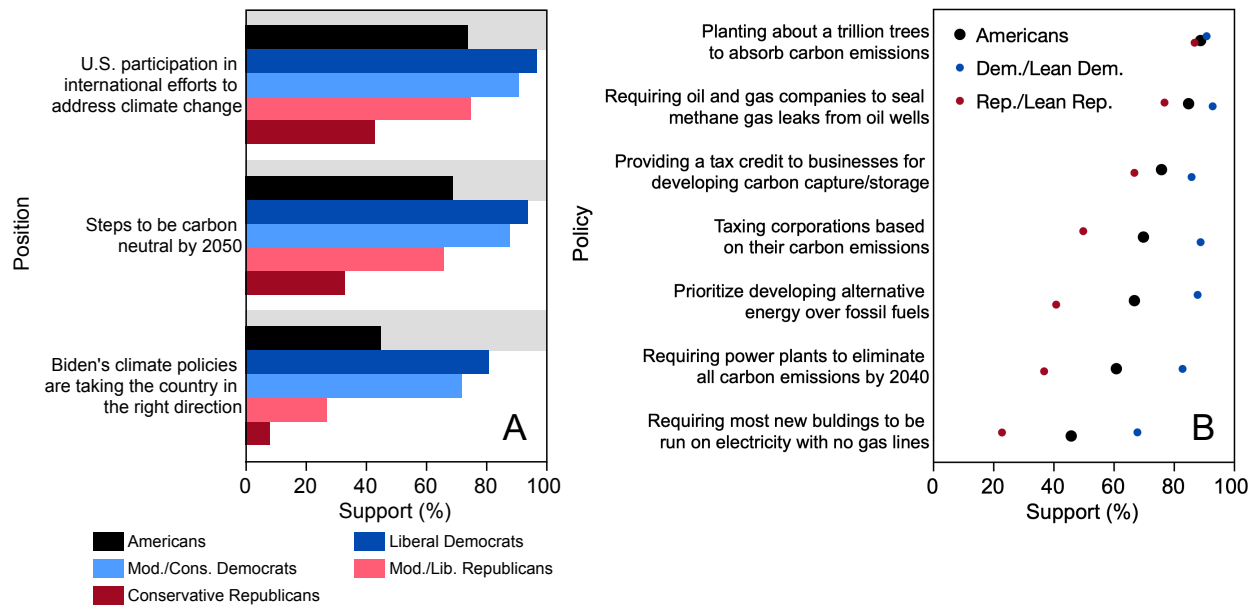 Position
U.S. participation in
international efforts to
address climate change
Steps to be carbon
neutral by 2050
Biden's climate policies
are taking the country in
the right direction
A
0 20 40 60 80 100
Support (%)
Americans
Liberal Democrats
Mod./Cons. Democrats
Mod./Lib. Republicans
Conservative Republicans
Policy
Planting about a trillion trees
to absorb carbon emissions
Requiring oil and gas companies to seal
methane gas leaks from oil wells
Providing a tax credit to businesses for
developing carbon capture/storage
Taxing corporations based
on their carbon emissions
Prioritize developing alternative
energy over fossil fuels
Requiring power plants to eliminate
all carbon emissions by 2040
Requiring most new buldings to be
run on electricity with no gas lines
Americans
Dem./Lean Dem.
Rep./Lean Rep.
B
0 20 40 60 80 100
Support (%)